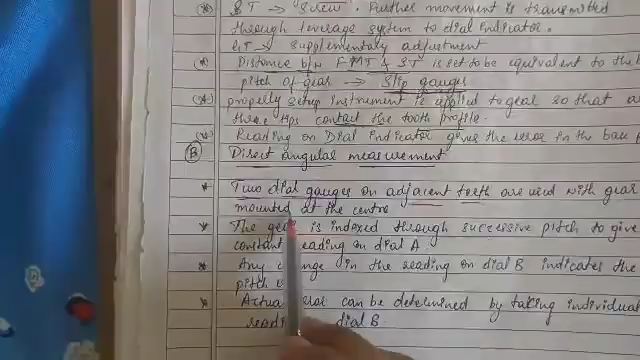 (*) ST → Screw. Further movement is transmitted
through leverage system to dial indicator.
GT → Supplementary adjustment
(*) Distance b/w FMT & ST is set to be equivalent to the b
pitch of gear → Slip gauges
(*) properly setup instrument is applied to gear so that a
three tips contact the tooth profile.
(*) Reading on Dial indicator gives the error in the base p
(B) Direct angular measurement
* Two dial gauges on adjacent teeth are used with gear
mounted at the centre
* The gear is indexed through successive pitch to give
constant reading on dial A.
* Any change in the reading on dial B indicates the
pitch
* Actual error can be determined by taking individual
dial B.